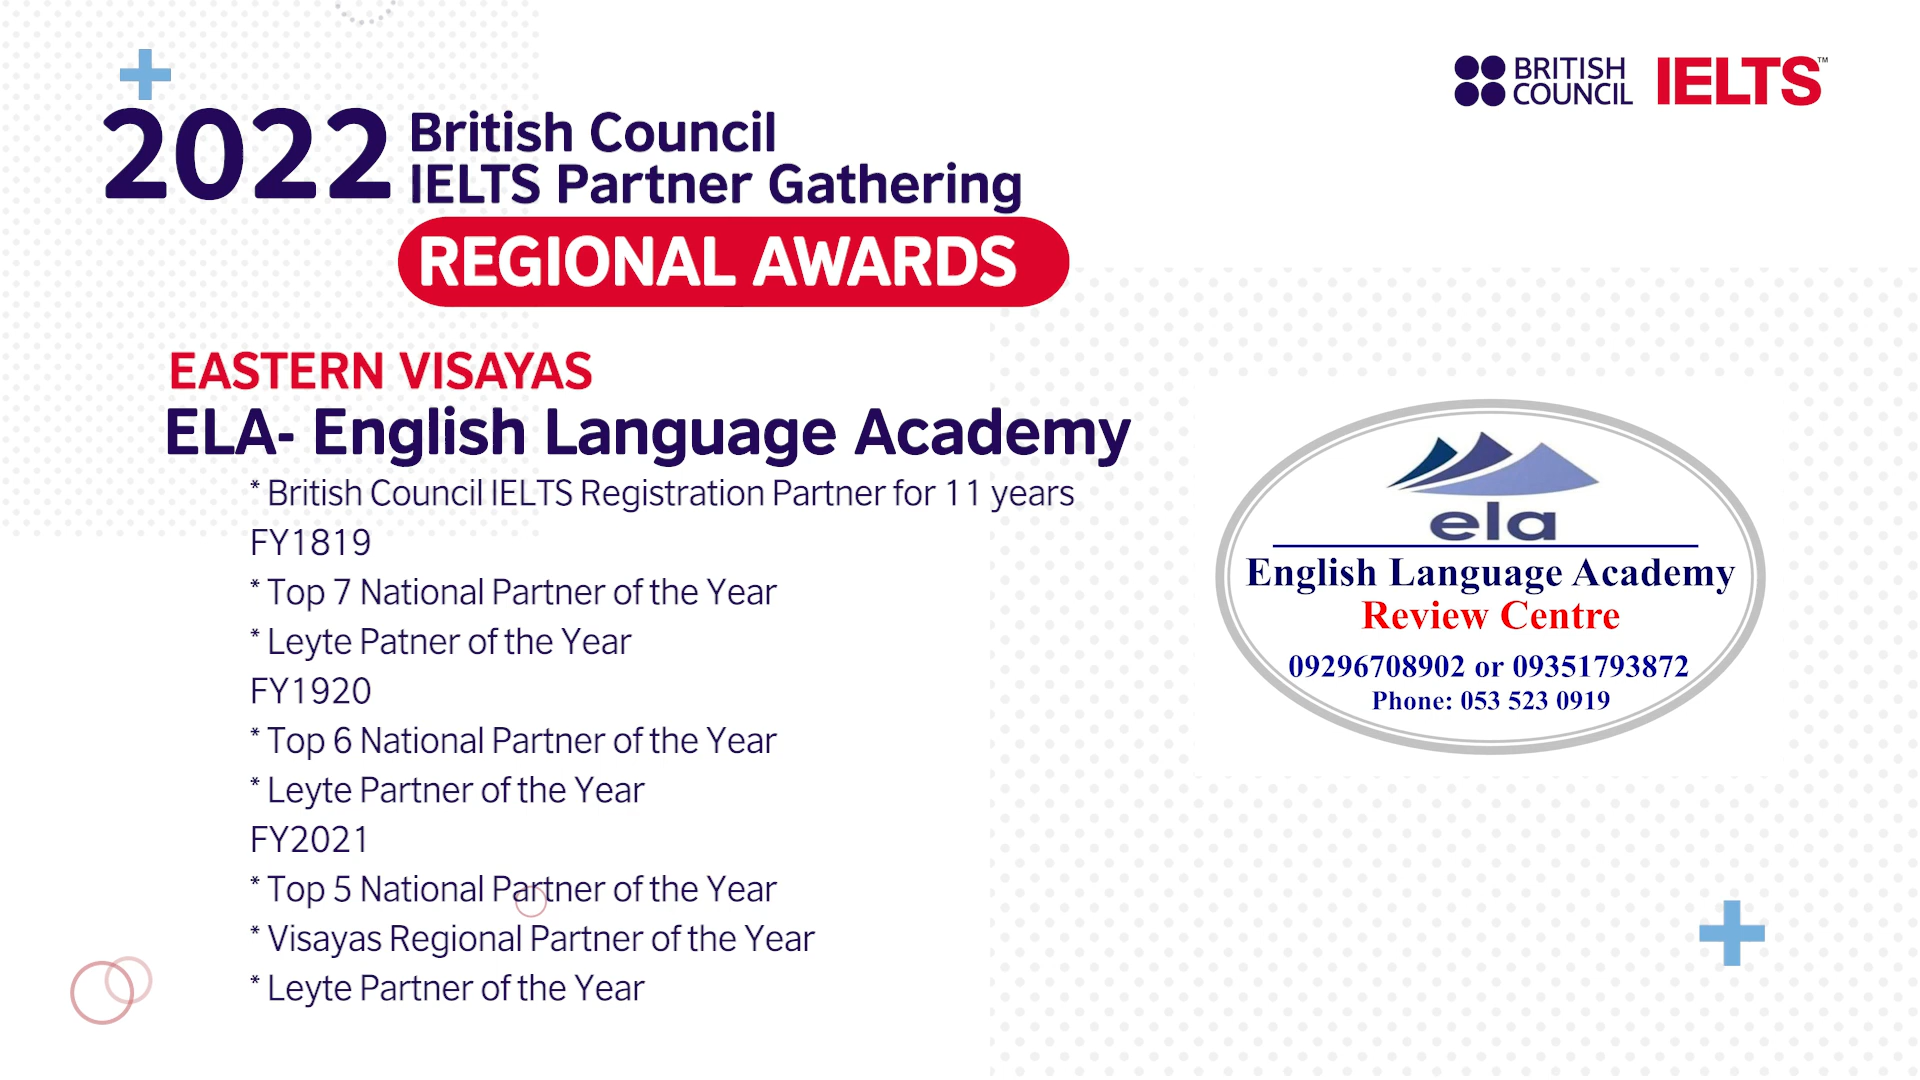 2022 British Council
IELTS Partner Gathering
REGIONAL AWARDS
BRITISH COUNCIL IELTS™
EASTERN VISAYAS
ELA- English Language Academy
* British Council IELTS Registration Partner for 11 years
FY1819
* Top 7 National Partner of the Year
* Leyte Patner of the Year
FY1920
* Top 6 National Partner of the Year
* Leyte Partner of the Year
FY2021
* Top 5 National Partner of the Year
* Visayas Regional Partner of the Year
* Leyte Partner of the Year
ela
English Language Academy
Review Centre
09296708902 or 09351793872
Phone: 053 523 0919